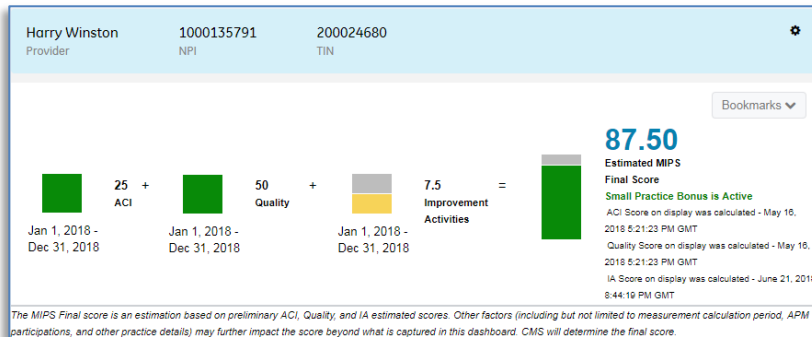 Harry Winston 1000135791 200024680
Provider NPI TIN
Bookmarks
87.50
Estimated MIPS
Final Score
Small Practice Bonus is Active
ACI Score on display was calculated - May 16,
2018 5:21:23 PM GMT
Quality Score on display was calculated - May 16,
2018 5:21:23 PM GMT
IA Score on display was calculated - June 21, 2018
8:44:19 PM GMT
25 + 50 + 7.5 =
ACI Quality Improvement
Activities
Jan 1, 2018 - Jan 1, 2018 - Jan 1, 2018 -
Dec 31, 2018 Dec 31, 2018 Dec 31, 2018
The MIPS Final score is an estimation based on preliminary ACI, Quality, and IA estimated scores. Other factors (including but not limited to measurement calculation period, APM
participations, and other practice details) may further impact the score beyond what is captured in this dashboard. CMS will determine the final score.